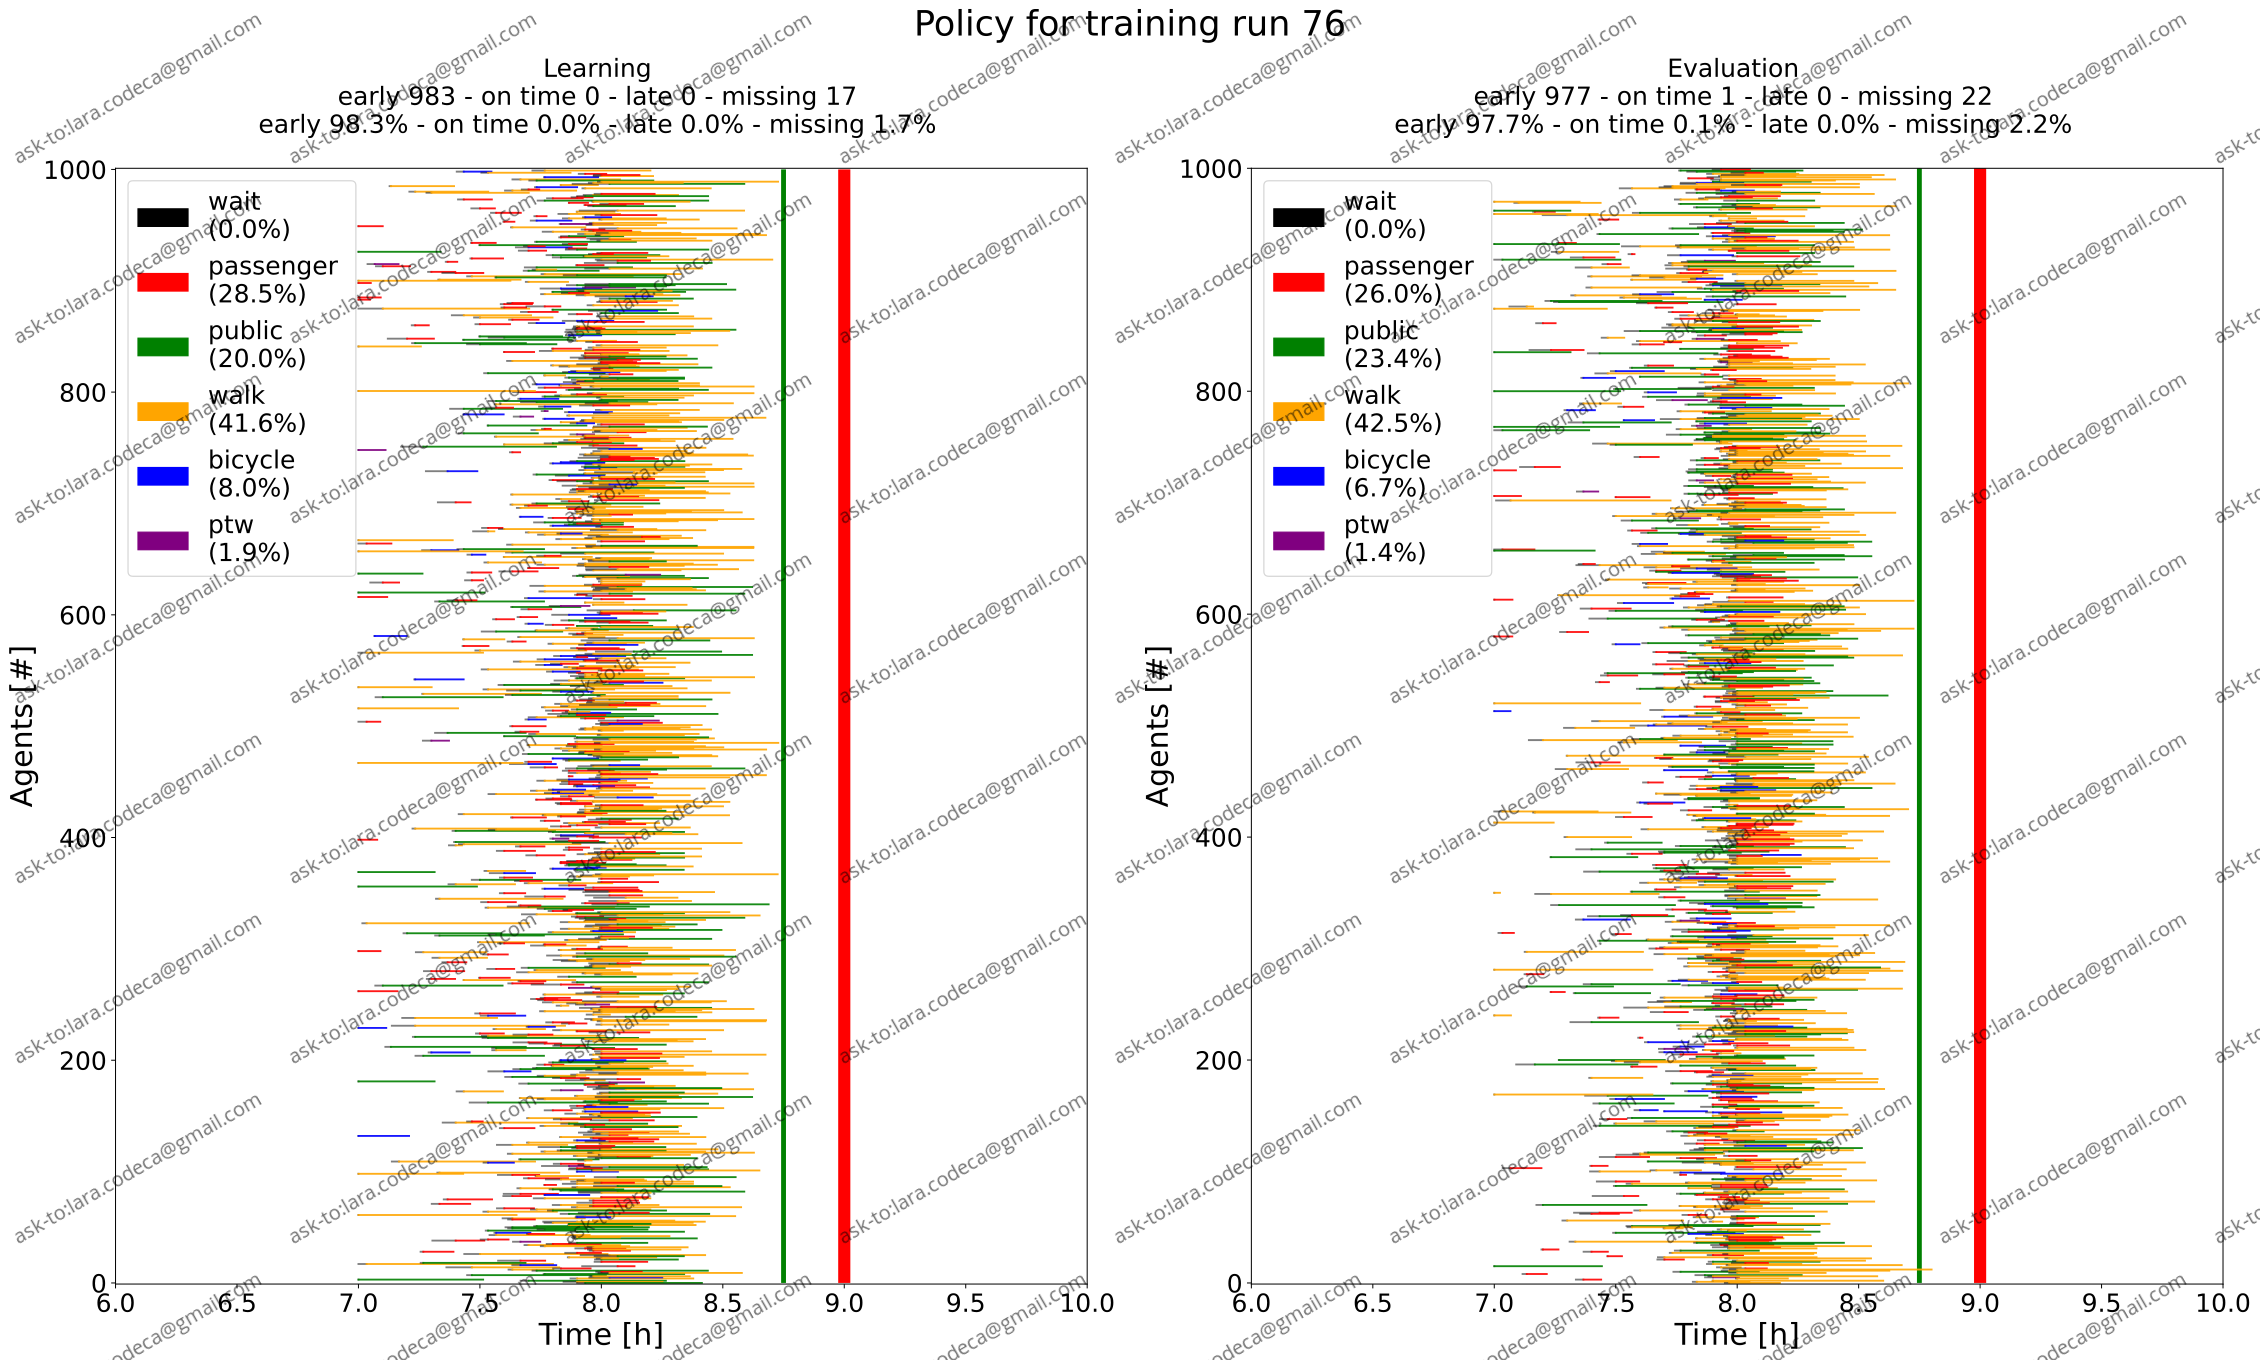 Policy for training run 76
Learning
early 983 - on time 0 - late 0 - missing 17
early 98.3% - on time 0.0% - late 0.0% - missing 1.7%
1000
800
600
400
200
0
Agents [#]
wait
(0.0%)
passenger
(28.5%)
public
(20.0%)
walk
(41.6%)
bicycle
(8.0%)
ptw
(1.9%)
6.0 6.5 7.0 7.5 8.0 8.5 9.0 9.5 10.0
Time [h]
Evaluation
early 977 - on time 1 - late 0 - missing 22
early 97.7% - on time 0.1% - late 0.0% - missing 2.2%
1000
800
600
400
200
0
Agents [#]
wait
(0.0%)
passenger
(26.0%)
public
(23.4%)
walk
(42.5%)
bicycle
(6.7%)
ptw
(1.4%)
6.0 6.5 7.0 7.5 8.0 8.5 9.0 9.5 10.0
Time [h]
ask-to:lara.codeca@gmail.com